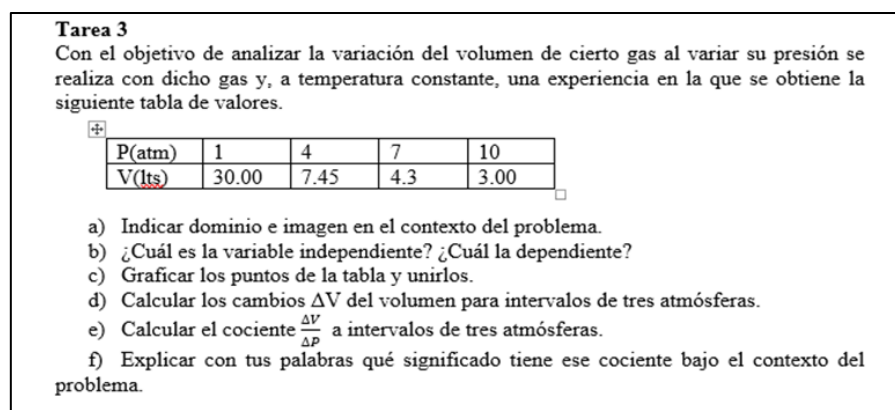 Tarea 3
Con el objetivo de analizar la variación del volumen de cierto gas al variar su presión se
realiza con dicho gas y, a temperatura constante, una experiencia en la que se obtiene la
siguiente tabla de valores.
P(atm) 1 4 7 10
V(lts) 30.00 7.45 4.3 3.00
a) Indicar dominio e imagen en el contexto del problema.
b) ¿Cuál es la variable independiente? ¿Cuál la dependiente?
c) Graficar los puntos de la tabla y unirlos.
d) Calcular los cambios ΔV del volumen para intervalos de tres atmósferas.
e) Calcular el cociente ΔV/ΔP a intervalos de tres atmósferas.
f) Explicar con tus palabras qué significado tiene ese cociente bajo el contexto del
problema.